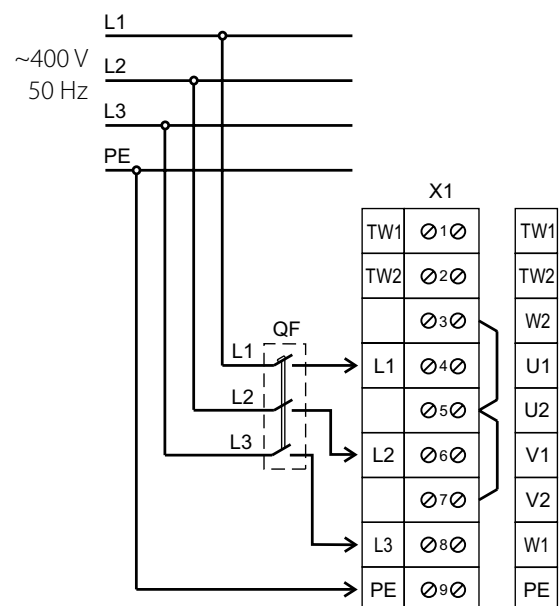 L1
~400 V
L2
50 Hz
L3
PE
X1
TW1 1 TW1
TW2 2 TW2
3 W2
QF
L1
L1 4 U1
L2
5 U2
L3
L2 6 V1
7 V2
L3 8 W1
PE 9 PE